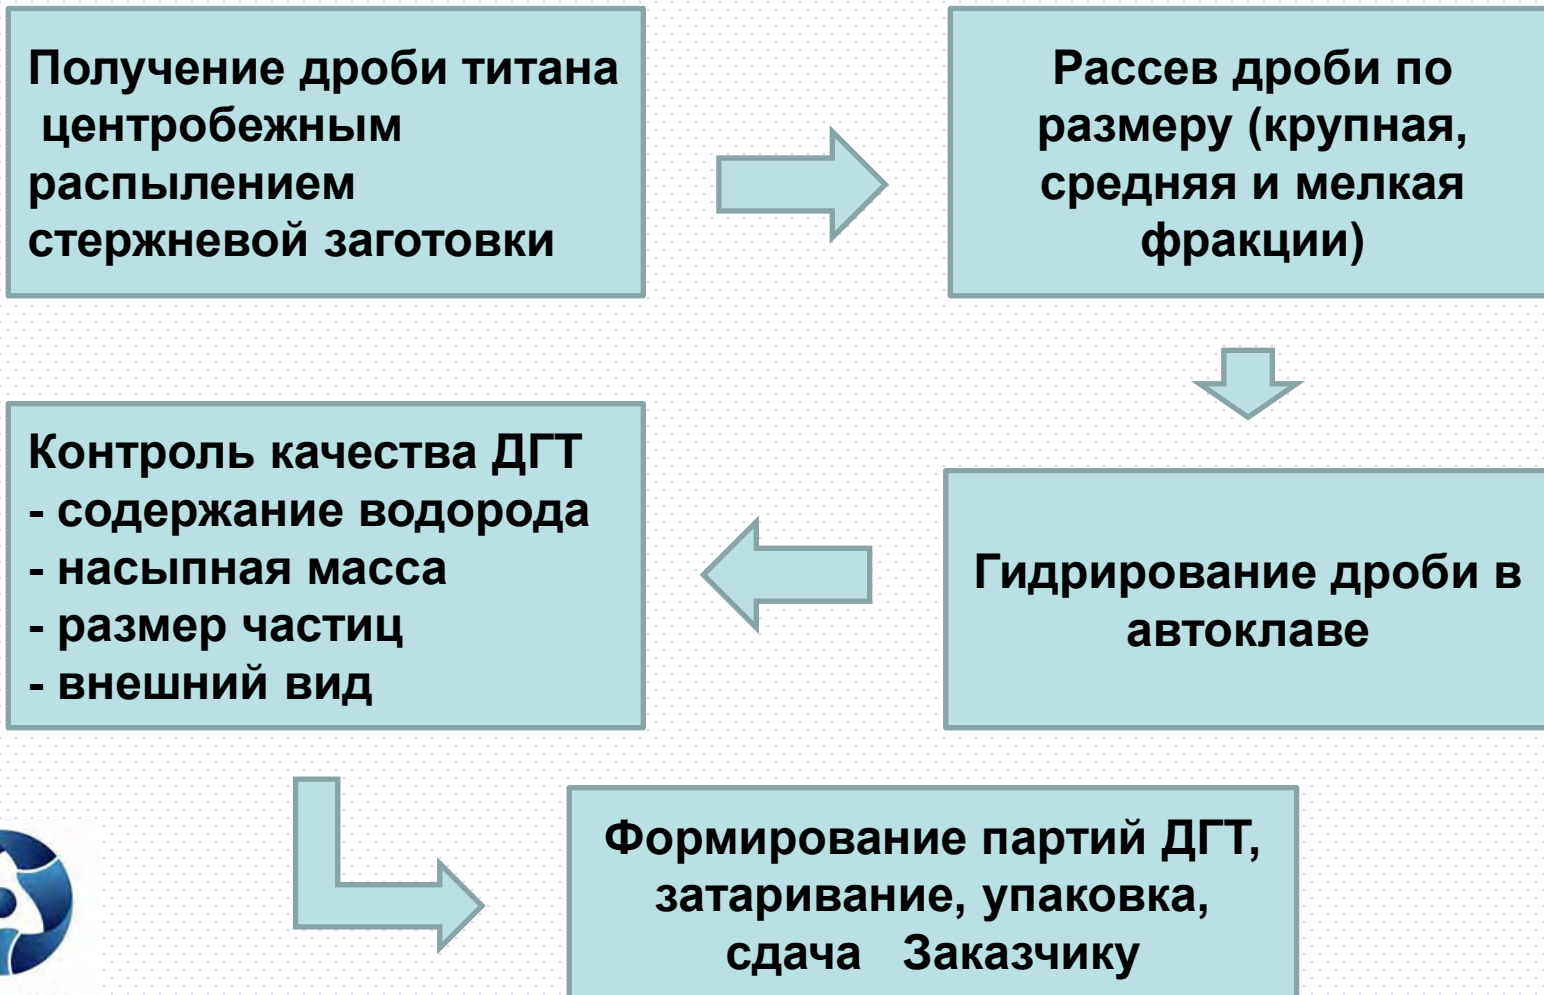 Получение дроби титана
центробежным
распылением
стержневой заготовки
Рассев дроби по
размеру (крупная,
средняя и мелкая
фракции)
Гидрирование дроби в
автоклаве
Контроль качества ДГТ
- содержание водорода
- насыпная масса
- размер частиц
- внешний вид
Формирование партий ДГТ,
затаривание, упаковка,
сдача Заказчику